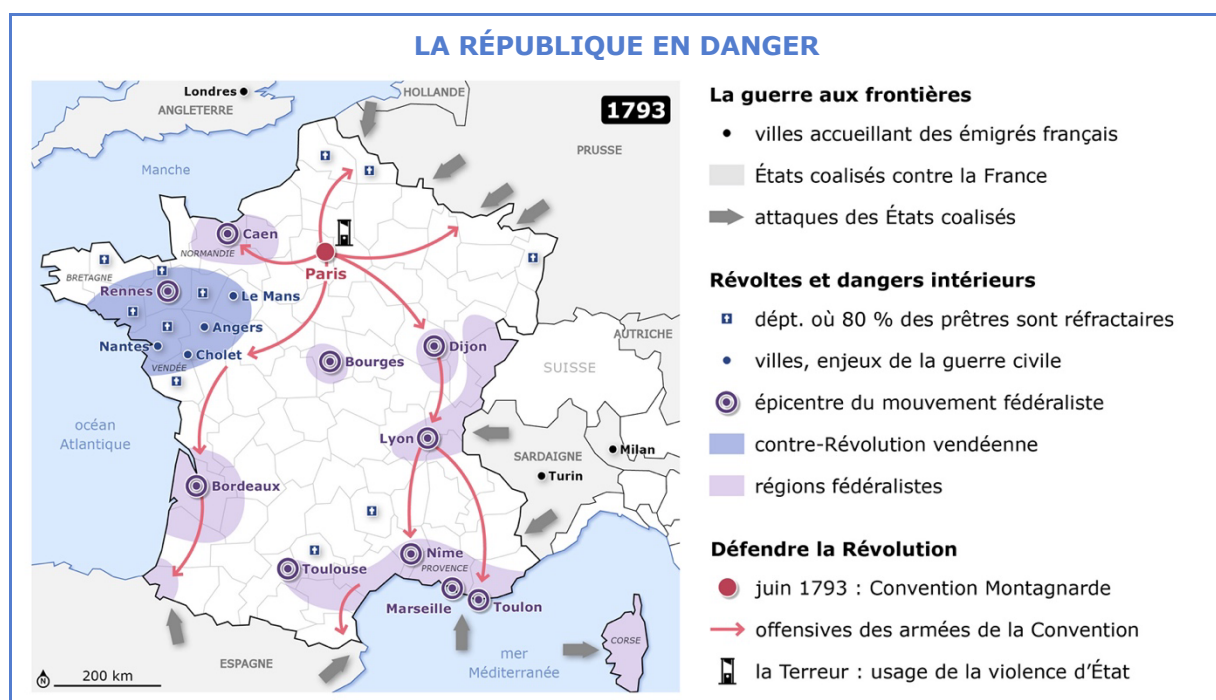 LA RÉPUBLIQUE EN DANGER
Londres
ANGLETERRE
HOLLANDE
1793
PRUSSE
Manche
Caen
NORMANDIE
Paris
BRETAGNE
Rennes
Le Mans
Angers
Nantes
Cholet
VENDÉE
Bourges
Dijon
AUTRICHE
SUISSE
océan
Atlantique
Lyon
SARDAIGNE
Milan
Turin
Bordeaux
Nîme
PROVENCE
Toulouse
Marseille
Toulon
CORSE
ESPAGNE
mer
Méditerranée
N
200 km
La guerre aux frontières
villes accueillant des émigrés français
États coalisés contre la France
attaques des États coalisés
Révoltes et dangers intérieurs
dépt. où 80 % des prêtres sont réfractaires
villes, enjeux de la guerre civile
épicentre du mouvement fédéraliste
contre-Révolution vendéenne
régions fédéralistes
Défendre la Révolution
juin 1793 : Convention Montagnarde
offensives des armées de la Convention
la Terreur : usage de la violence d'État